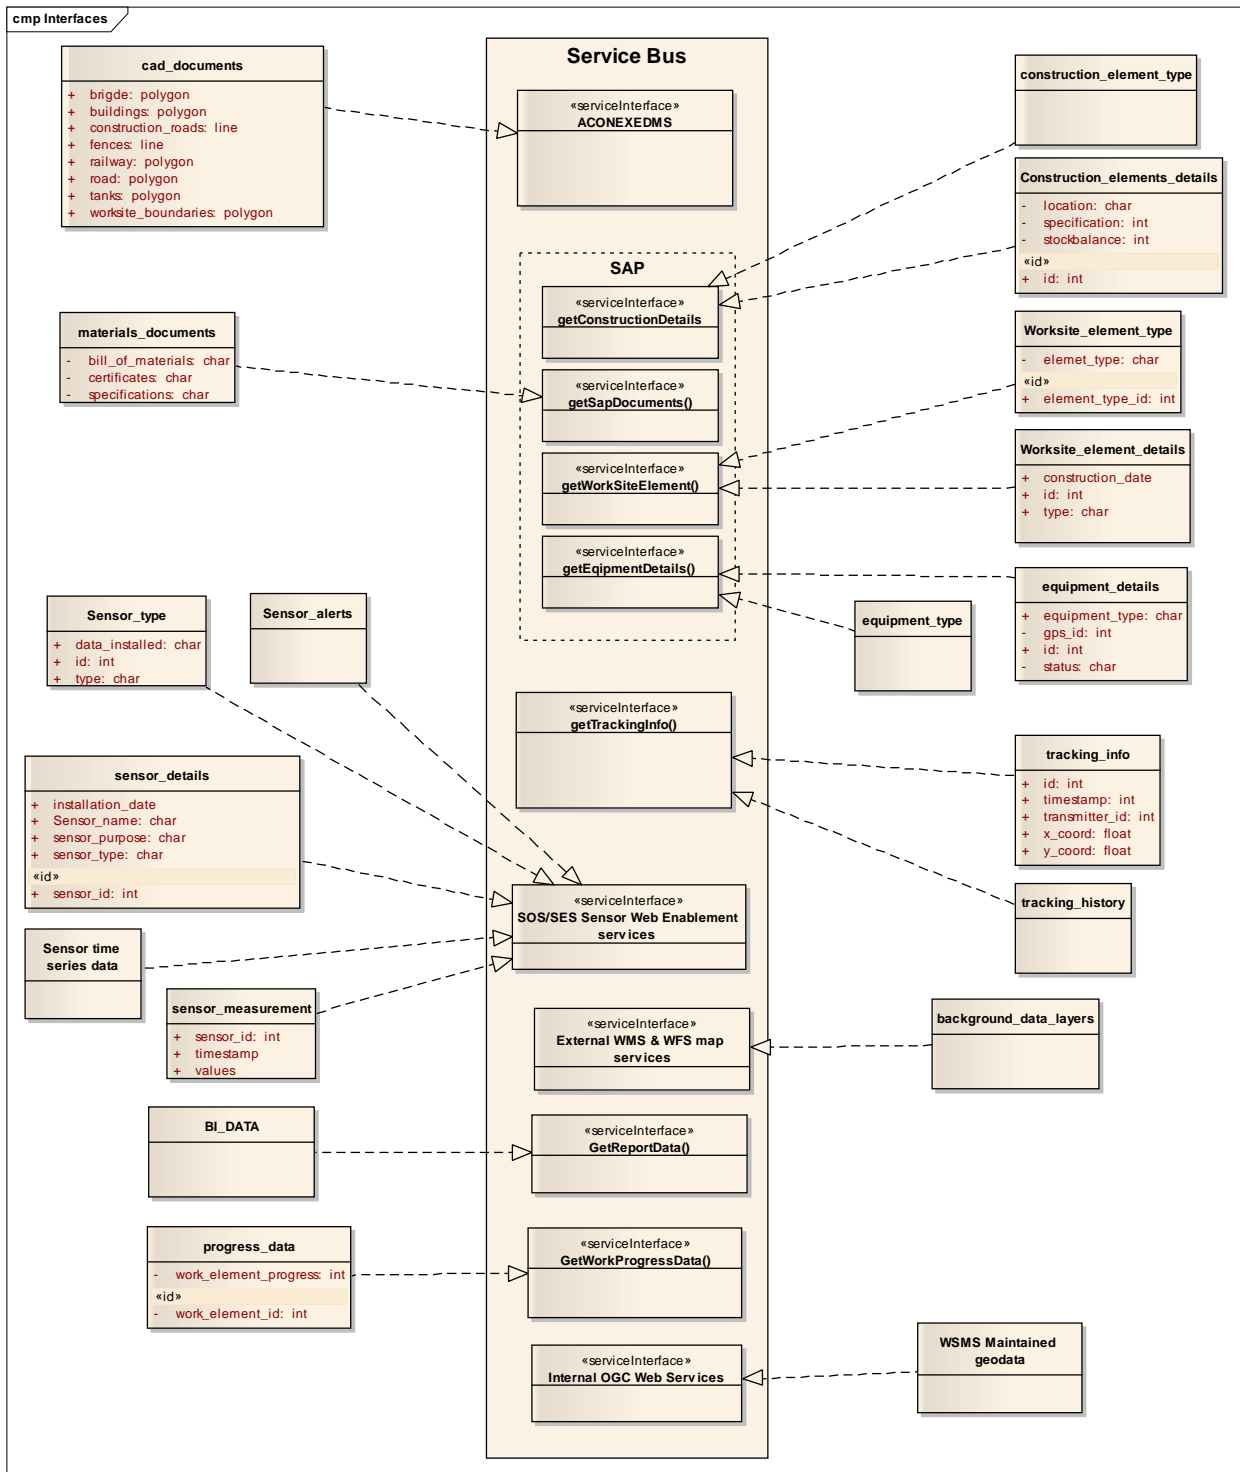 cmp Interfaces
cad_documents
+ brigde: polygon
+ buildings: polygon
+ construction_roads: line
+ fences: line
+ railway: polygon
+ road: polygon
+ tanks: polygon
+ worksite_boundaries: polygon
materials_documents
- bill_of_materials: char
- certificates: char
- specifications: char
Sensor_type
+ data_installed: char
+ id: int
+ type: char
Sensor_alerts
sensor_details
+ installation_date
+ Sensor_name: char
+ sensor_purpose: char
+ sensor_type: char
«id»
+ sensor_id: int
Sensor time
series data
sensor_measurement
+ sensor_id: int
+ timestamp
+ values
BI_DATA
progress_data
- work_element_progress: int
«id»
- work_element_id: int
Service Bus
«serviceInterface»
ACONEXEDMS
SAP
«serviceInterface»
getConstructionDetails
«serviceInterface»
getSapDocuments()
«serviceInterface»
getWorkSiteElement()
«serviceInterface»
getEqipmentDetails()
«serviceInterface»
getTrackingInfo()
«serviceInterface»
SOS/SES Sensor Web Enablement
services
«serviceInterface»
External WMS & WFS map
services
«serviceInterface»
GetReportData()
«serviceInterface»
GetWorkProgressData()
«serviceInterface»
Internal OGC Web Services
construction_element_type
Construction_elements_details
- location: char
- specification: int
- stockbalance: int
«id»
+ id: int
Worksite_element_type
- elemet_type: char
«id»
+ element_type_id: int
Worksite_element_details
+ construction_date
+ id: int
+ type: char
equipment_type
equipment_details
+ equipment_type: char
- gps_id: int
+ id: int
- status: char
tracking_info
+ id: int
+ timestamp: int
+ transmitter_id: int
+ x_coord: float
+ y_coord: float
tracking_history
background_data_layers
WSMS Maintained
geodata